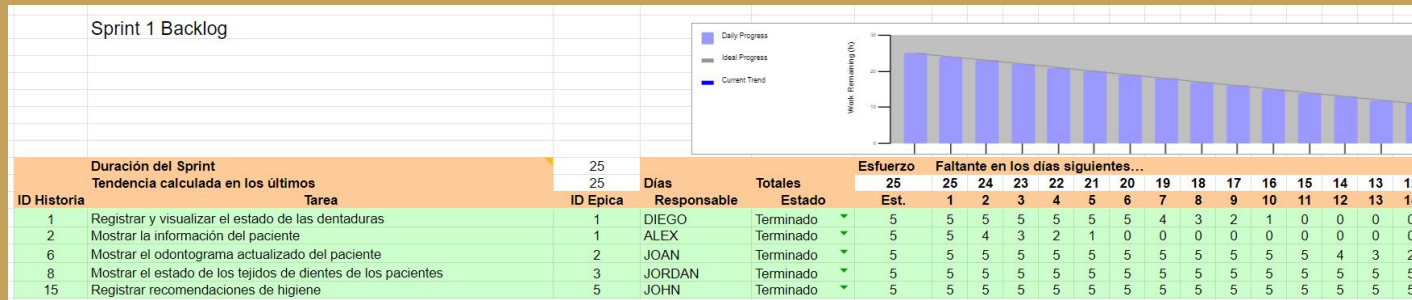 Sprint 1 Backlog
Daily Progress
Ideal Progress
Current Trend
Work Remaining (h)
30
20
10
0
Duración del Sprint 25 Esfuerzo Faltante en los días siguientes...
Tendencia calculada en los últimos 25 Días Totales 25 25 24 23 22 21 20 19 18 17 16 15 14 13
ID Historia Tarea ID Epica Responsable Estado Est. 1 2 3 4 5 6 7 8 9 10 11 12 13
1 Registrar y visualizar el estado de las dentaduras 1 DIEGO Terminado 5 5 5 5 5 5 5 4 3 2 1 0 0 0
2 Mostrar la información del paciente 1 ALEX Terminado 5 5 4 3 2 1 0 0 0 0 0 0 0 0
6 Mostrar el odontograma actualizado del paciente 2 JOAN Terminado 5 5 5 5 5 5 5 5 5 5 5 5 4 3
8 Mostrar el estado de los tejidos de dientes de los pacientes 3 JORDAN Terminado 5 5 5 5 5 5 5 5 5 5 5 5 5 5
15 Registrar recomendaciones de higiene 5 JOHN Terminado 5 5 5 5 5 5 5 5 5 5 5 5 5 5